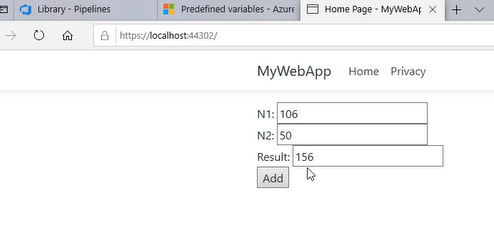 Library - Pipelines
Predefined variables - Azure
Home Page - MyWebAp
https://localhost:44302/
MyWebApp Home Privacy
N1: 106
N2: 50
Result: 156
Add